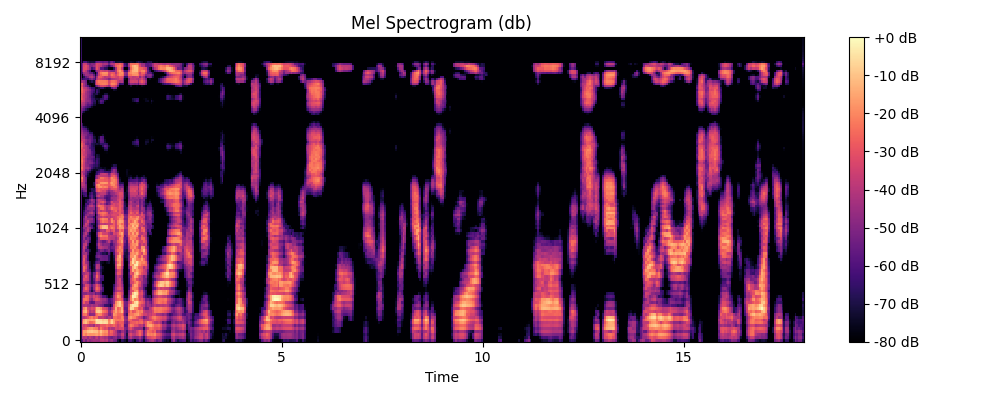 Mel Spectrogram (db)
Hz
8192
4096
2048
1024
512
0
0 5 10 15
Time
+0 dB
-10 dB
-20 dB
-30 dB
-40 dB
-50 dB
-60 dB
-70 dB
-80 dB